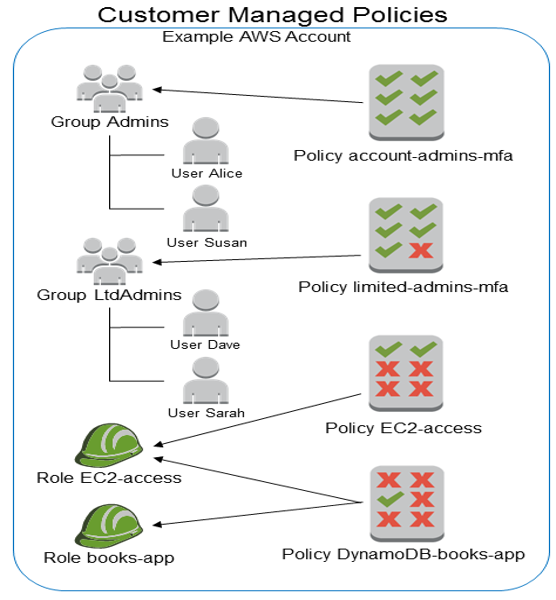 Customer Managed Policies
Example AWS Account
Group Admins
Policy account-admins-mfa
User Alice
User Susan
Group LtdAdmins
Policy limited-admins-mfa
User Dave
User Sarah
Policy EC2-access
Role EC2-access
Policy DynamoDB-books-app
Role books-app